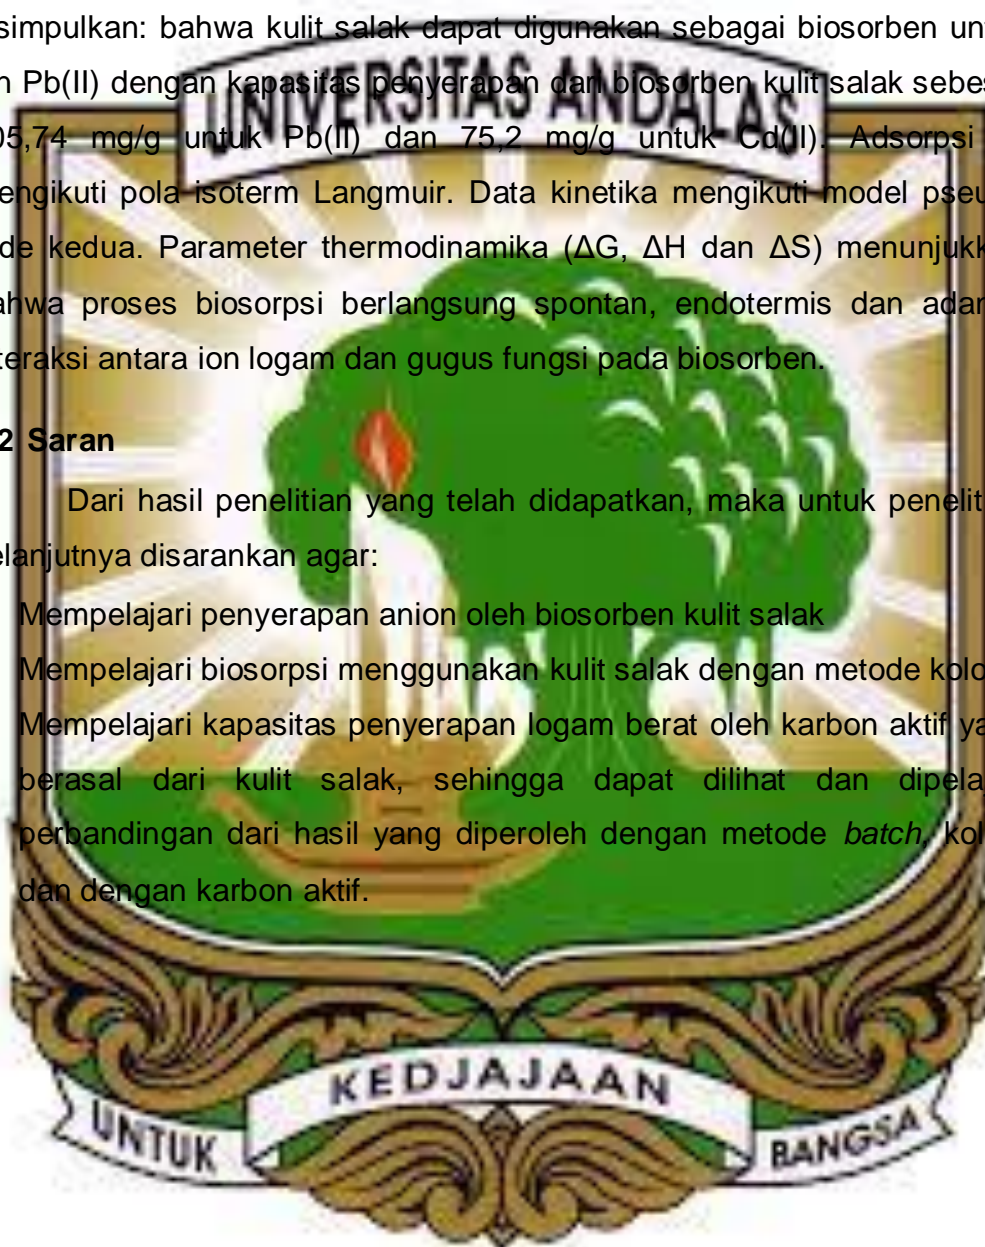 simpulkan: bahwa kulit salak dapat digunakan sebagai biosorben unt
n Pb(II) dengan kapasitas penyerapan dari biosorben kulit salak sebes
UNIVERSITAS ANDALAS
05,74 mg/g untuk Pb(II) dan 75,2 mg/g untuk Cd(II). Adsorpsi
engikuti pola isoterm Langmuir. Data kinetika mengikuti model pseu
de kedua. Parameter thermodinamika (ΔG, ΔH dan ΔS) menunjukk
ahwa proses biosorpsi berlangsung spontan, endotermis dan adan
teraksi antara ion logam dan gugus fungsi pada biosorben.
2 Saran
Dari hasil penelitian yang telah didapatkan, maka untuk penelit
elanjutnya disarankan agar:
Mempelajari penyerapan anion oleh biosorben kulit salak
Mempelajari biosorpsi menggunakan kulit salak dengan metode kolo
Mempelajari kapasitas penyerapan logam berat oleh karbon aktif ya
berasal dari kulit salak, sehingga dapat dilihat dan dipela
perbandingan dari hasil yang diperoleh dengan metode batch, kol
dan dengan karbon aktif.
UNTUK KEDJAJAAN BANGSA